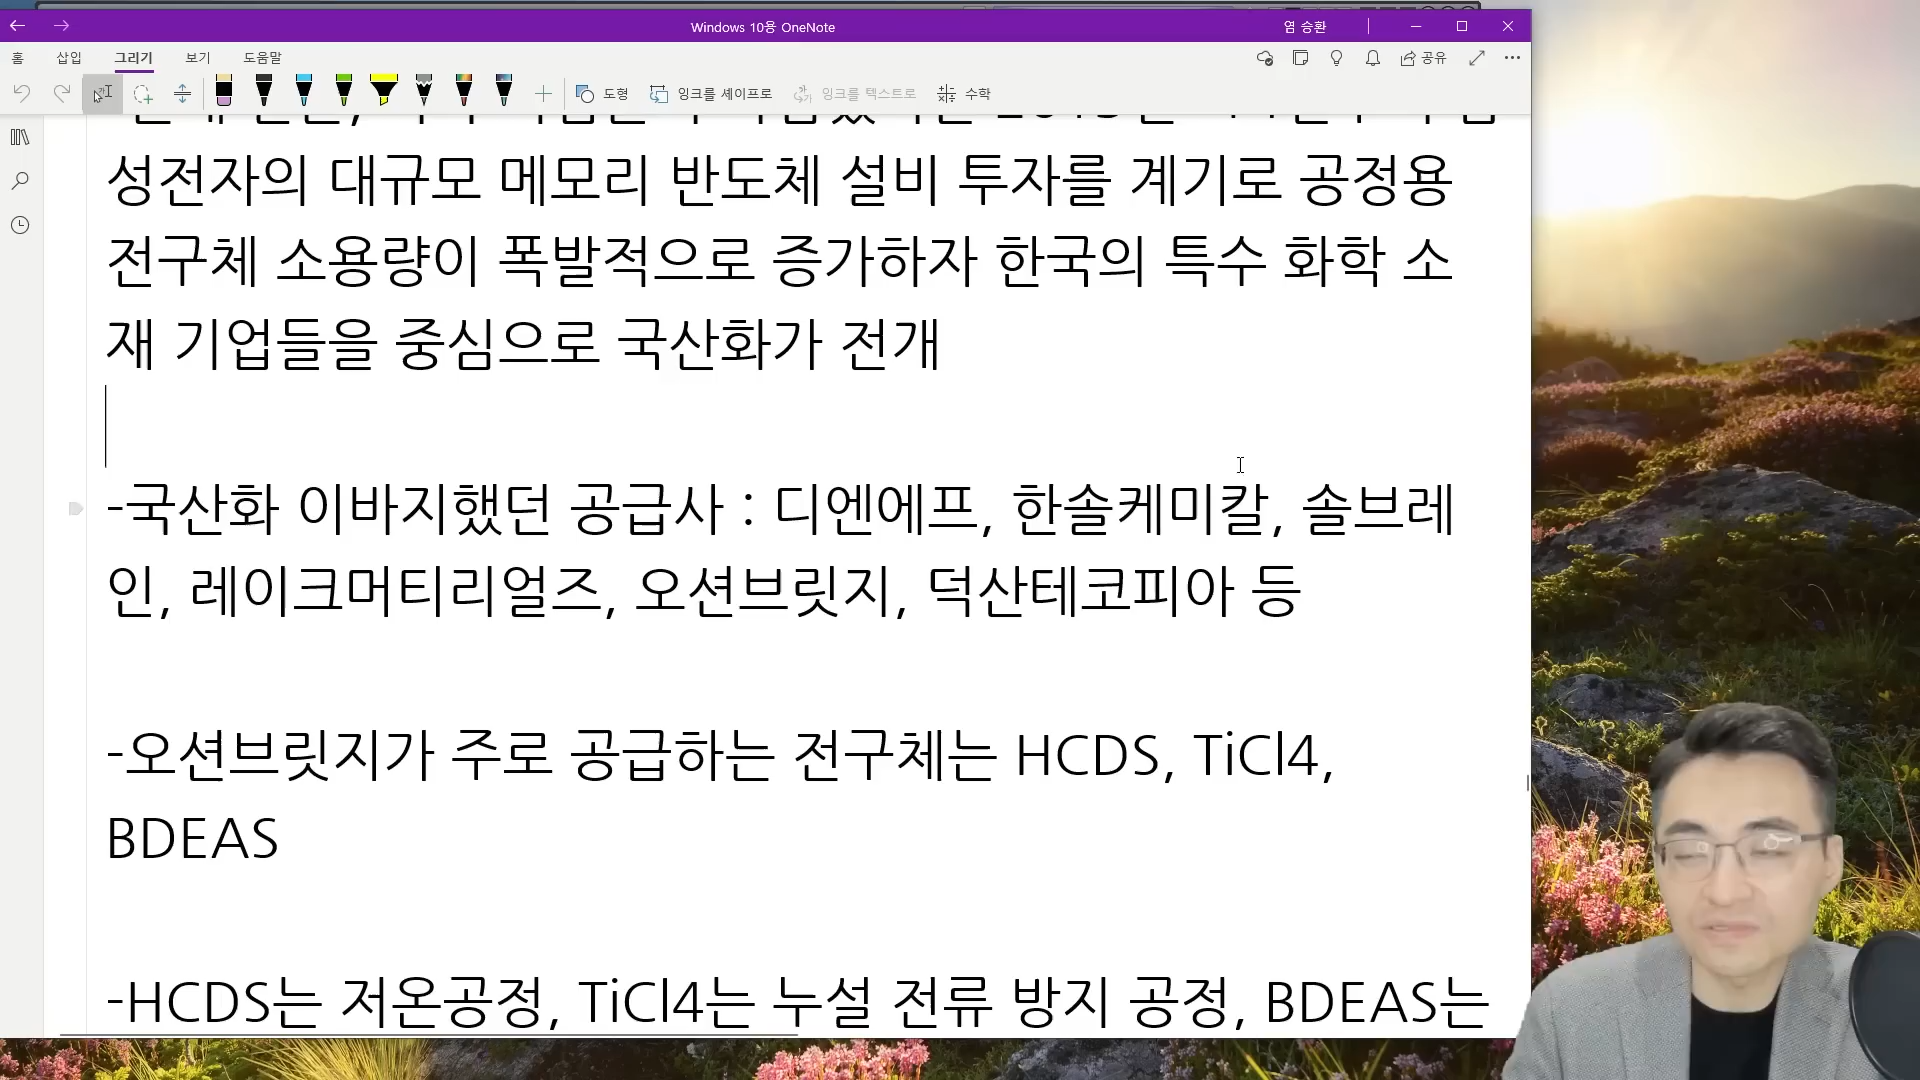 Windows 10용 OneNote
염 승환
홈 삽입 그리기 보기 도움말
공유
도형 잉크를 셰이프로 잉크를 텍스트로 수학
성전자의 대규모 메모리 반도체 설비 투자를 계기로 공정용
전구체 소용량이 폭발적으로 증가하자 한국의 특수 화학 소
재 기업들을 중심으로 국산화가 전개
-국산화 이바지했던 공급사 : 디엔에프, 한솔케미칼, 솔브레
인, 레이크머티리얼즈, 오션브릿지, 덕산테코피아 등
-오션브릿지가 주로 공급하는 전구체는 HCDS, TiCl4,
BDEAS
-HCDS는 저온공정, TiCl4는 누설 전류 방지 공정, BDEAS는